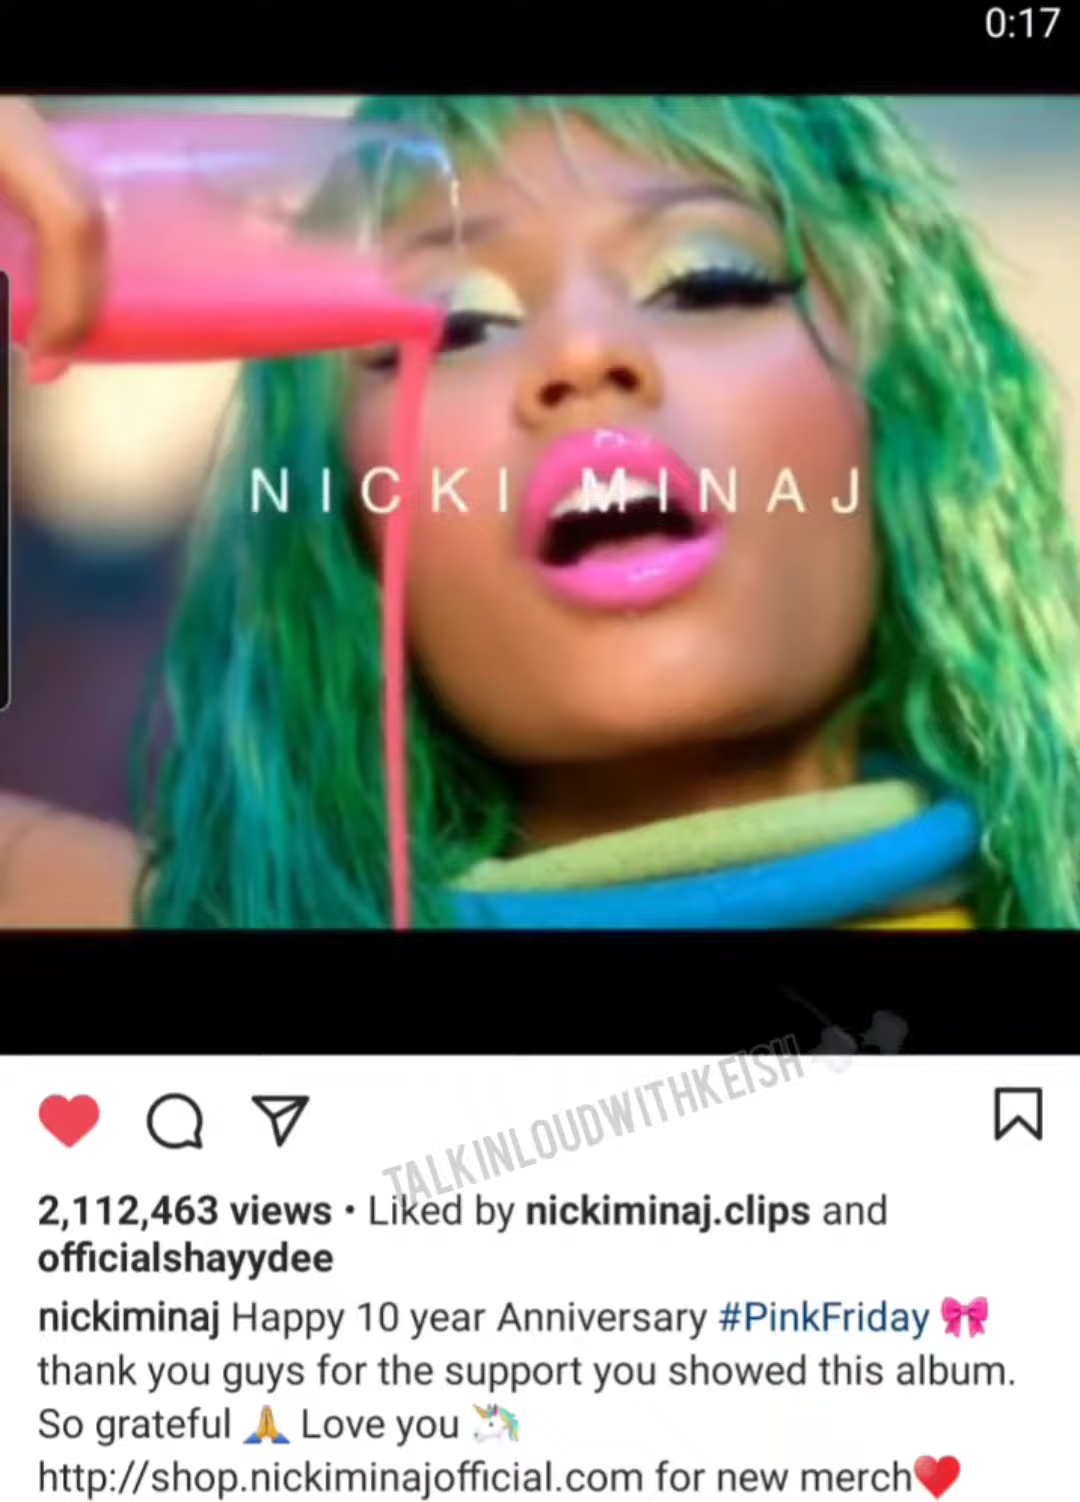 0:17
NICKI MINAJ
TALKINLOUDWITHKEISH
2,112,463 views • Liked by nickiminaj.clips and
officialshayydee
nickiminaj Happy 10 year Anniversary #PinkFriday 🎀
thank you guys for the support you showed this album.
So grateful 🙏 Love you 🦄
http://shop.nickiminajofficial.com for new merch♥️